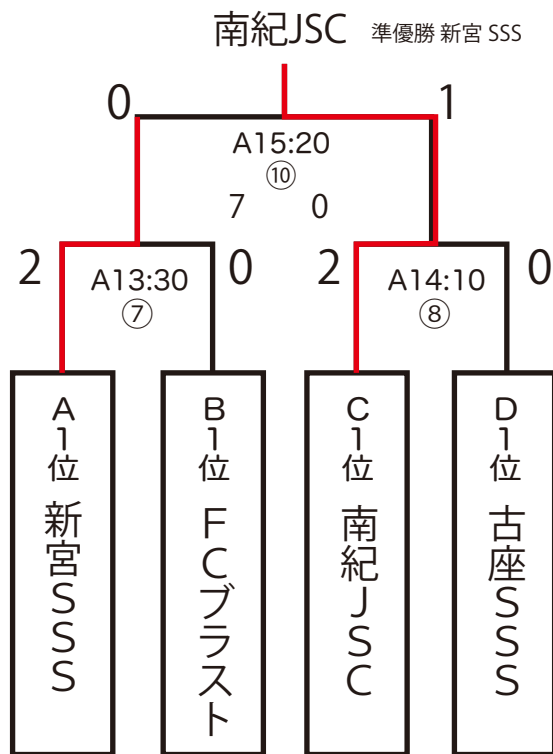 南紀JSC 準優勝 新宮 SSS
0 1
A15:20
⑩
7 0
2 0 2 0
A13:30 A14:10
⑦ ⑧
A1位 新宮SSS
B1位 FCブラスト
C1位 南紀JSC
D1位 古座SSS